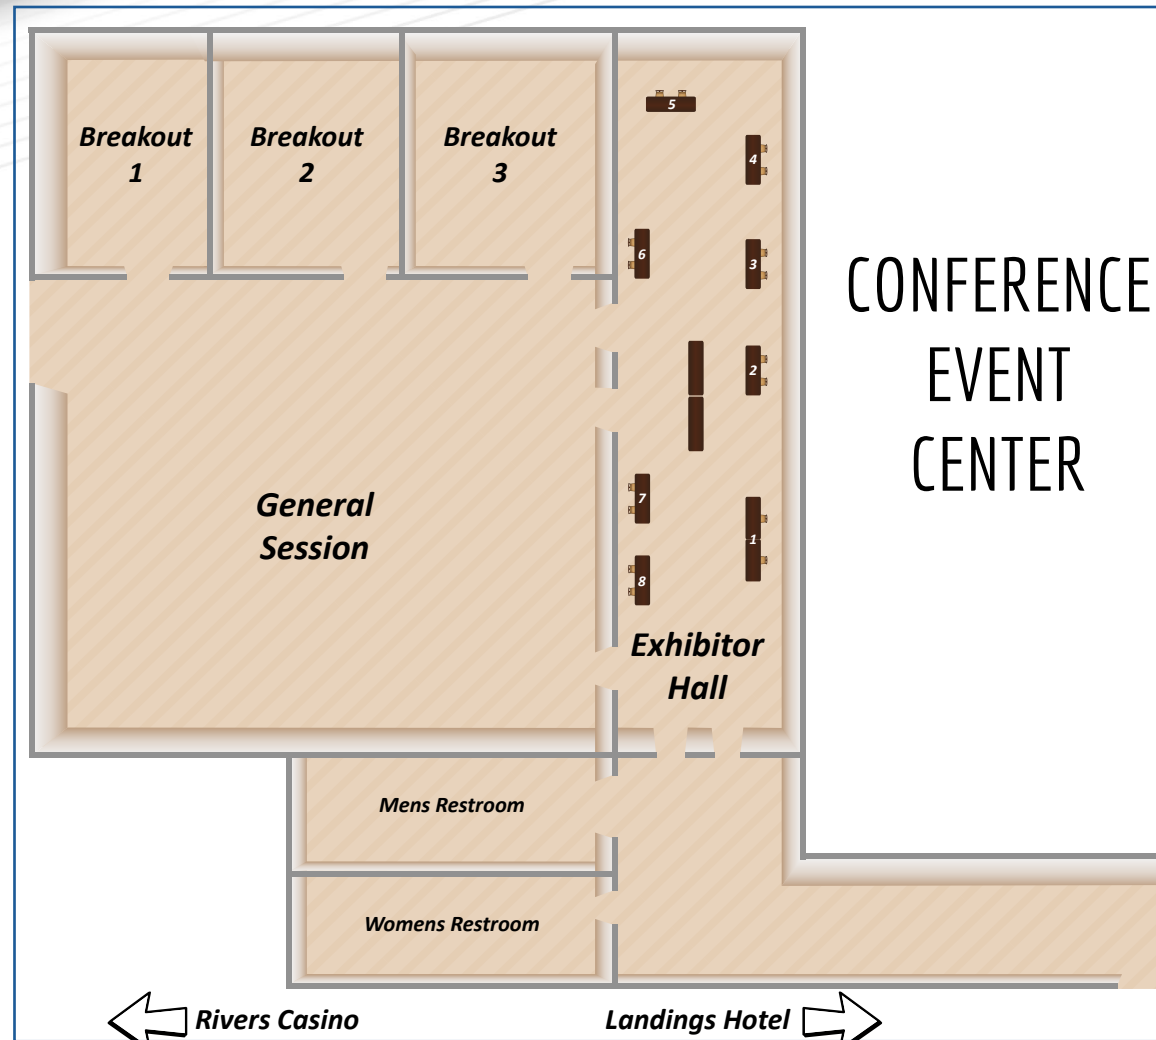 Breakout
1
Breakout
2
Breakout
3
5
4
6
3
2
7
1
8
CONFERENCE
EVENT
CENTER
General
Session
Exhibitor
Hall
Mens Restroom
Womens Restroom
Rivers Casino
Landings Hotel